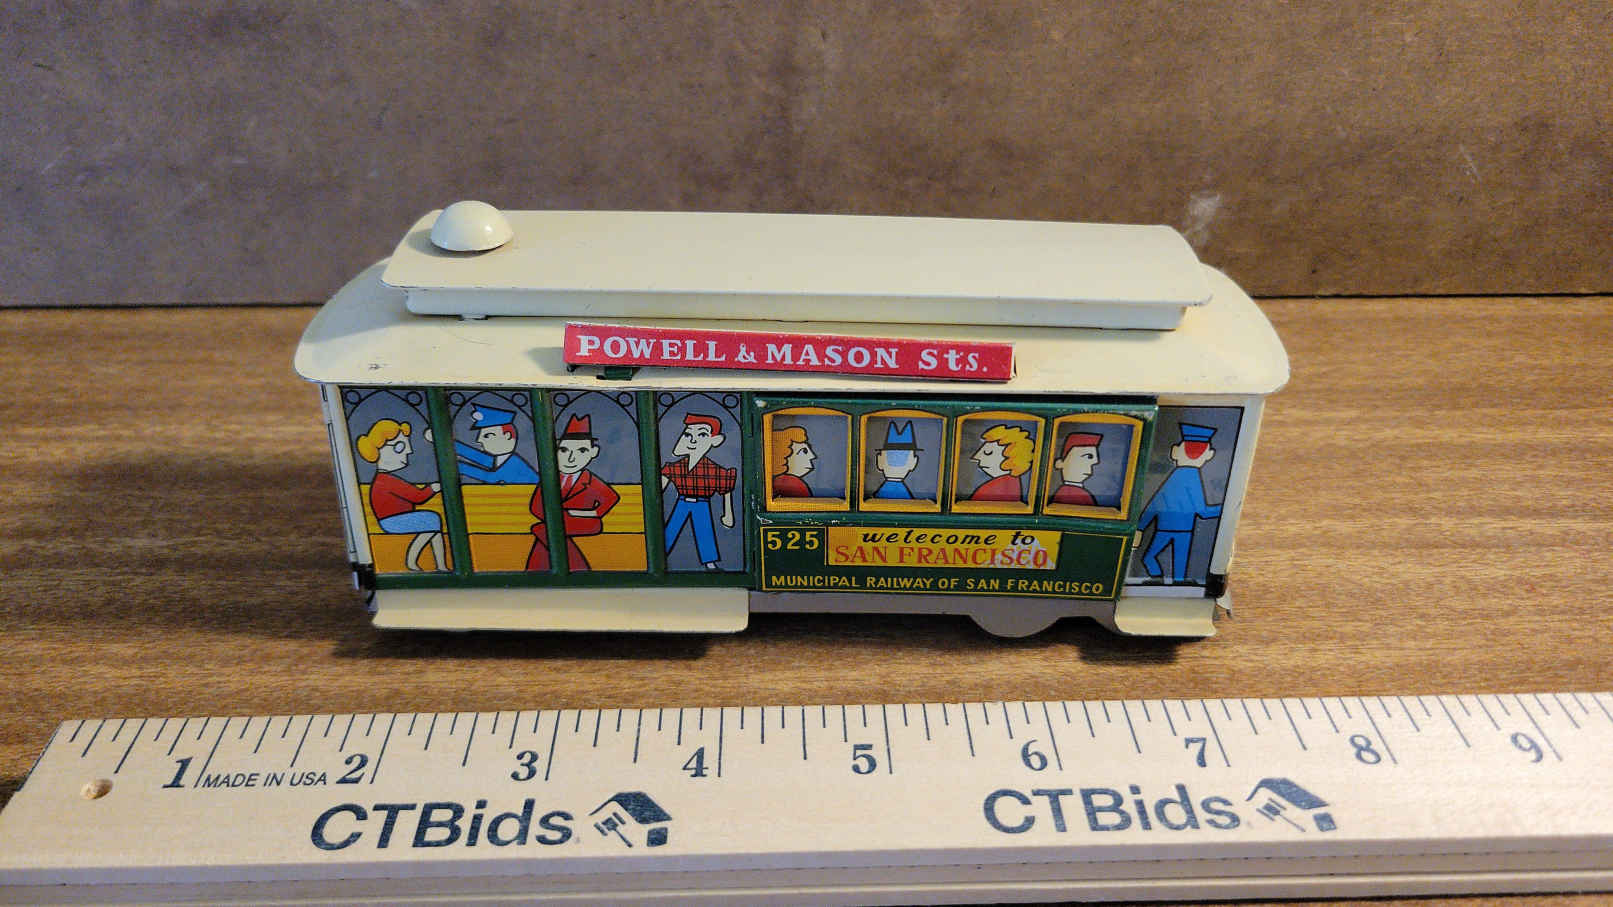 POWELL & MASON Sts.
525
welecome to
SAN FRANCISCO
MUNICIPAL RAILWAY OF SAN FRANCISCO
1 MADE IN USA 2 3 4 5 6 7 8 9
CTBids CTBids